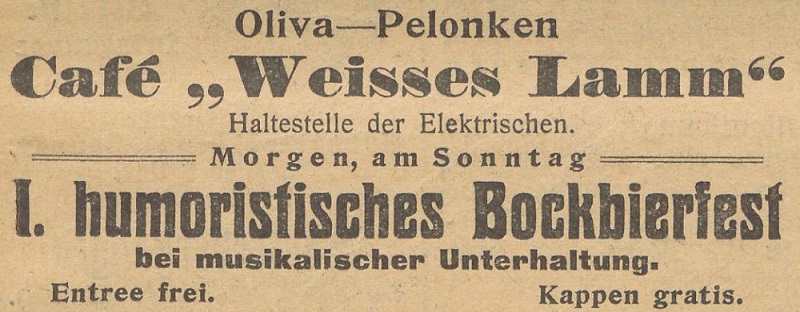 Oliva—Pelonken
Café „Weisses Lamm“
Haltestelle der Elektrischen.
Morgen, am Sonntag
I. humoristisches Bockbierfest
bei musikalischer Unterhaltung.
Entree frei. Kappen gratis.